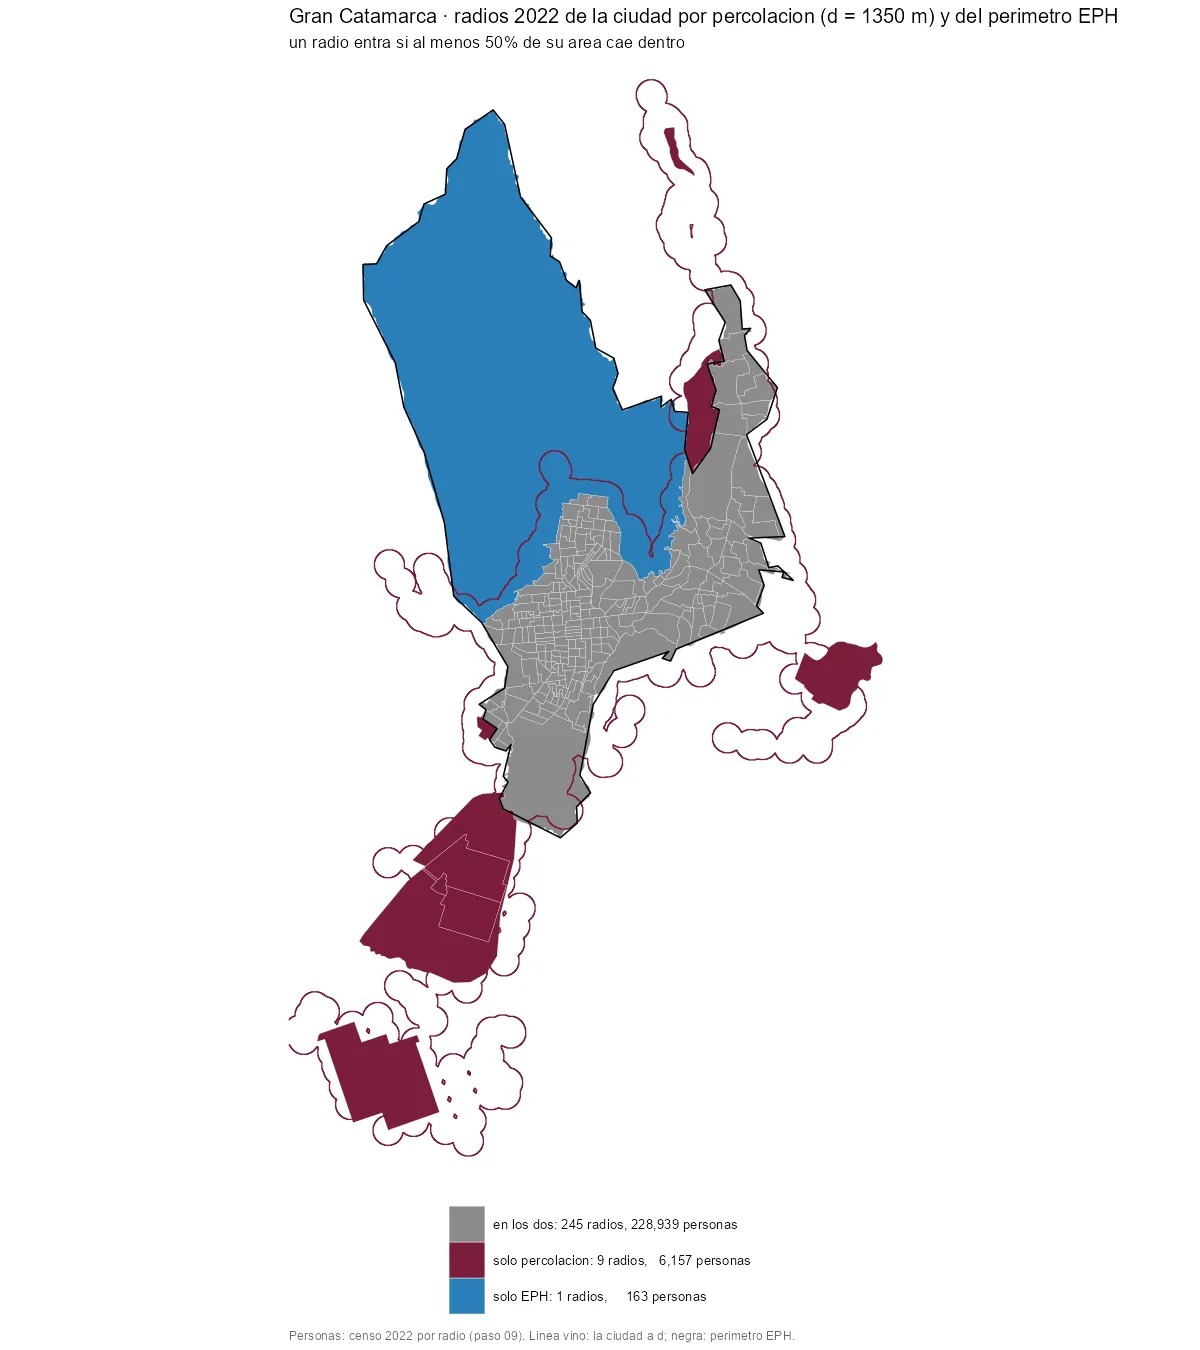 Gran Catamarca · radios 2022 de la ciudad por percolacion (d = 1350 m) y del perimetro EPH
un radio entra si al menos 50% de su area cae dentro
en los dos: 245 radios, 228,939 personas
solo percolacion: 9 radios, 6,157 personas
solo EPH: 1 radios, 163 personas
Personas: censo 2022 por radio (paso 09). Linea vino: la ciudad a d; negra: perimetro EPH.